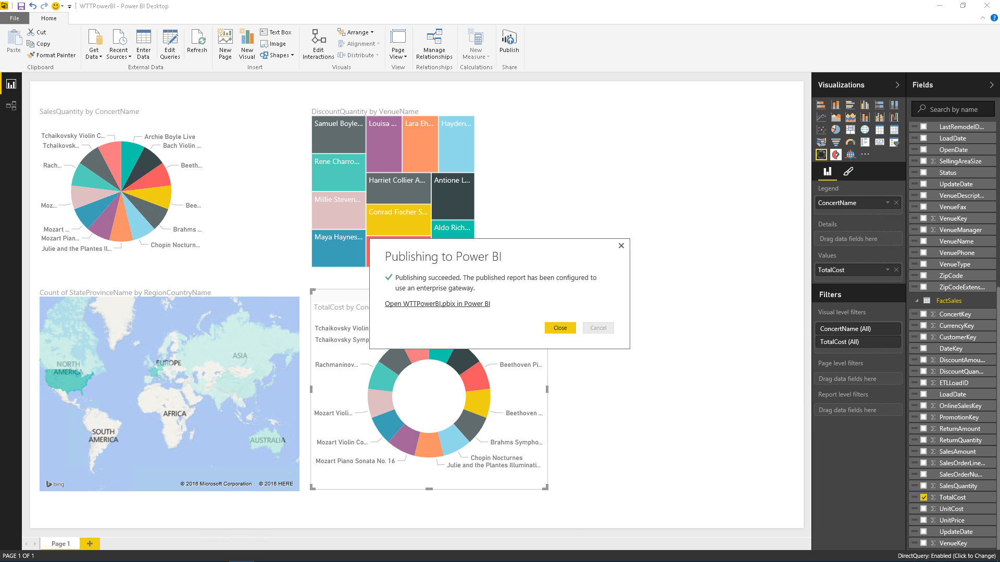 WTTPowerBI - Power BI Desktop
File
Home
Paste
Cut
Copy
Format Painter
Clipboard
Get
Data
Recent
Sources
Enter
Data
Edit
Queries
Refresh
External Data
New
Page
New
Visual
Text Box
Image
Shapes
Insert
Edit
Interactions
Arrange
Alignment
Distribute
Visuals
Page
View
View
Manage
Relationships
Relationships
New
Measure
Calculations
Publish
Share
SalesQuantity by ConcertName
Tchaikovsky Violin C...
Archie Boyle Live
Tchaikovsk...
Bach Violin ...
Rach...
Beeth...
Moz...
Bee...
Mozart ...
Brahms ...
Mozart Pian...
Chopin Nocturn...
Julie and the Plantes Il...
DiscountQuantity by VenueName
Samuel Boyle...
Louisa ...
Lara Eh...
Hayden...
Rene Charro...
Harriet Collier A...
Antione L...
Millie Steven...
Conrad Fischer S...
Aldo Rich...
Maya Haynes...
Publishing to Power BI
Publishing succeeded. The published report has been configured to
use an enterprise gateway.
Open WTTPowerBI.pbix in Power BI
Close
Cancel
Count of StateProvinceName by RegionCountryName
NORTH
AMERICA
EUROPE
ASIA
AFRICA
SOUTH
AMERICA
AUSTRALIA
bing
© 2016 Microsoft Corporation
© 2016 HERE
TotalCost by Con
Tchaikovsky Violin
Tchaikovsky Symp
Rachmaninov...
Beethoven Pi...
Mozart Violi...
Beethoven ...
Mozart Violin Co...
Brahms Sympho...
Mozart Piano Sonata No. 16
Chopin Nocturnes
Julie and the Plantes Illuminati...
Visualizations
Legend
ConcertName
Details
Drag data fields here
Values
TotalCost
Filters
Visual level filters
ConcertName (All)
TotalCost (All)
Page level filters
Drag data fields here
Report level filters
Drag data fields here
Fields
Search by name
LastRemodelD...
LoadDate
OpenDate
SellingAreaSize
Status
UpdateDate
VenueDescript...
VenueFax
VenueKey
VenueManager
VenueName
VenuePhone
VenueType
ZipCode
ZipCodeExtens...
FactSales
ConcertKey
CurrencyKey
CustomerKey
DateKey
DiscountAmou...
DiscountQuan...
ETLLoadID
LoadDate
OnlineSalesKey
PromotionKey
ReturnAmount
ReturnQuantity
SalesAmount
SalesOrderLine...
SalesOrderNu...
SalesQuantity
TotalCost
UnitCost
UnitPrice
UpdateDate
VenueKey
Page 1
PAGE 1 OF 1
DirectQuery: Enabled (Click to Change)